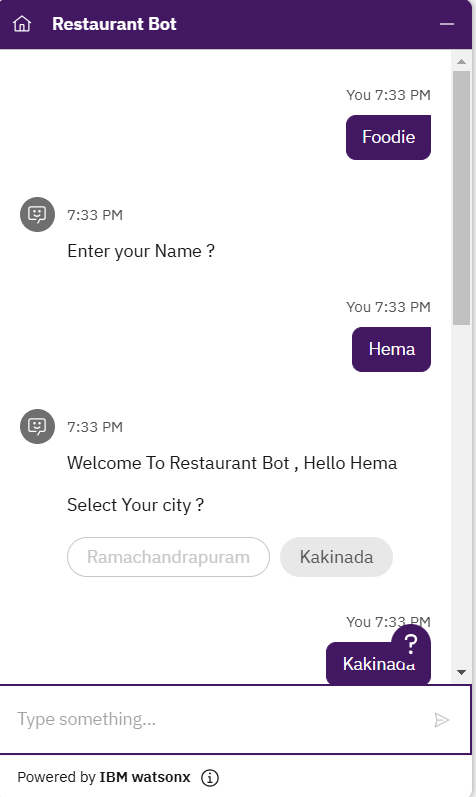 Restaurant Bot
You 7:33 PM
Foodie
7:33 PM
Enter your Name ?
You 7:33 PM
Hema
7:33 PM
Welcome To Restaurant Bot , Hello Hema
Select Your city ?
Ramachandrapuram Kakinada
You 7:33 PM
?
Kakinada
Type something...
Powered by IBM watsonx